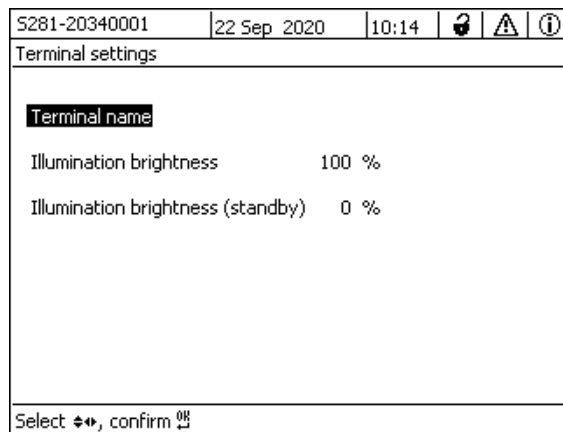 S281-20340001 22 Sep 2020 10:14
Terminal settings
Terminal name
Illumination brightness 100 %
Illumination brightness (standby) 0 %
Select , confirm OK